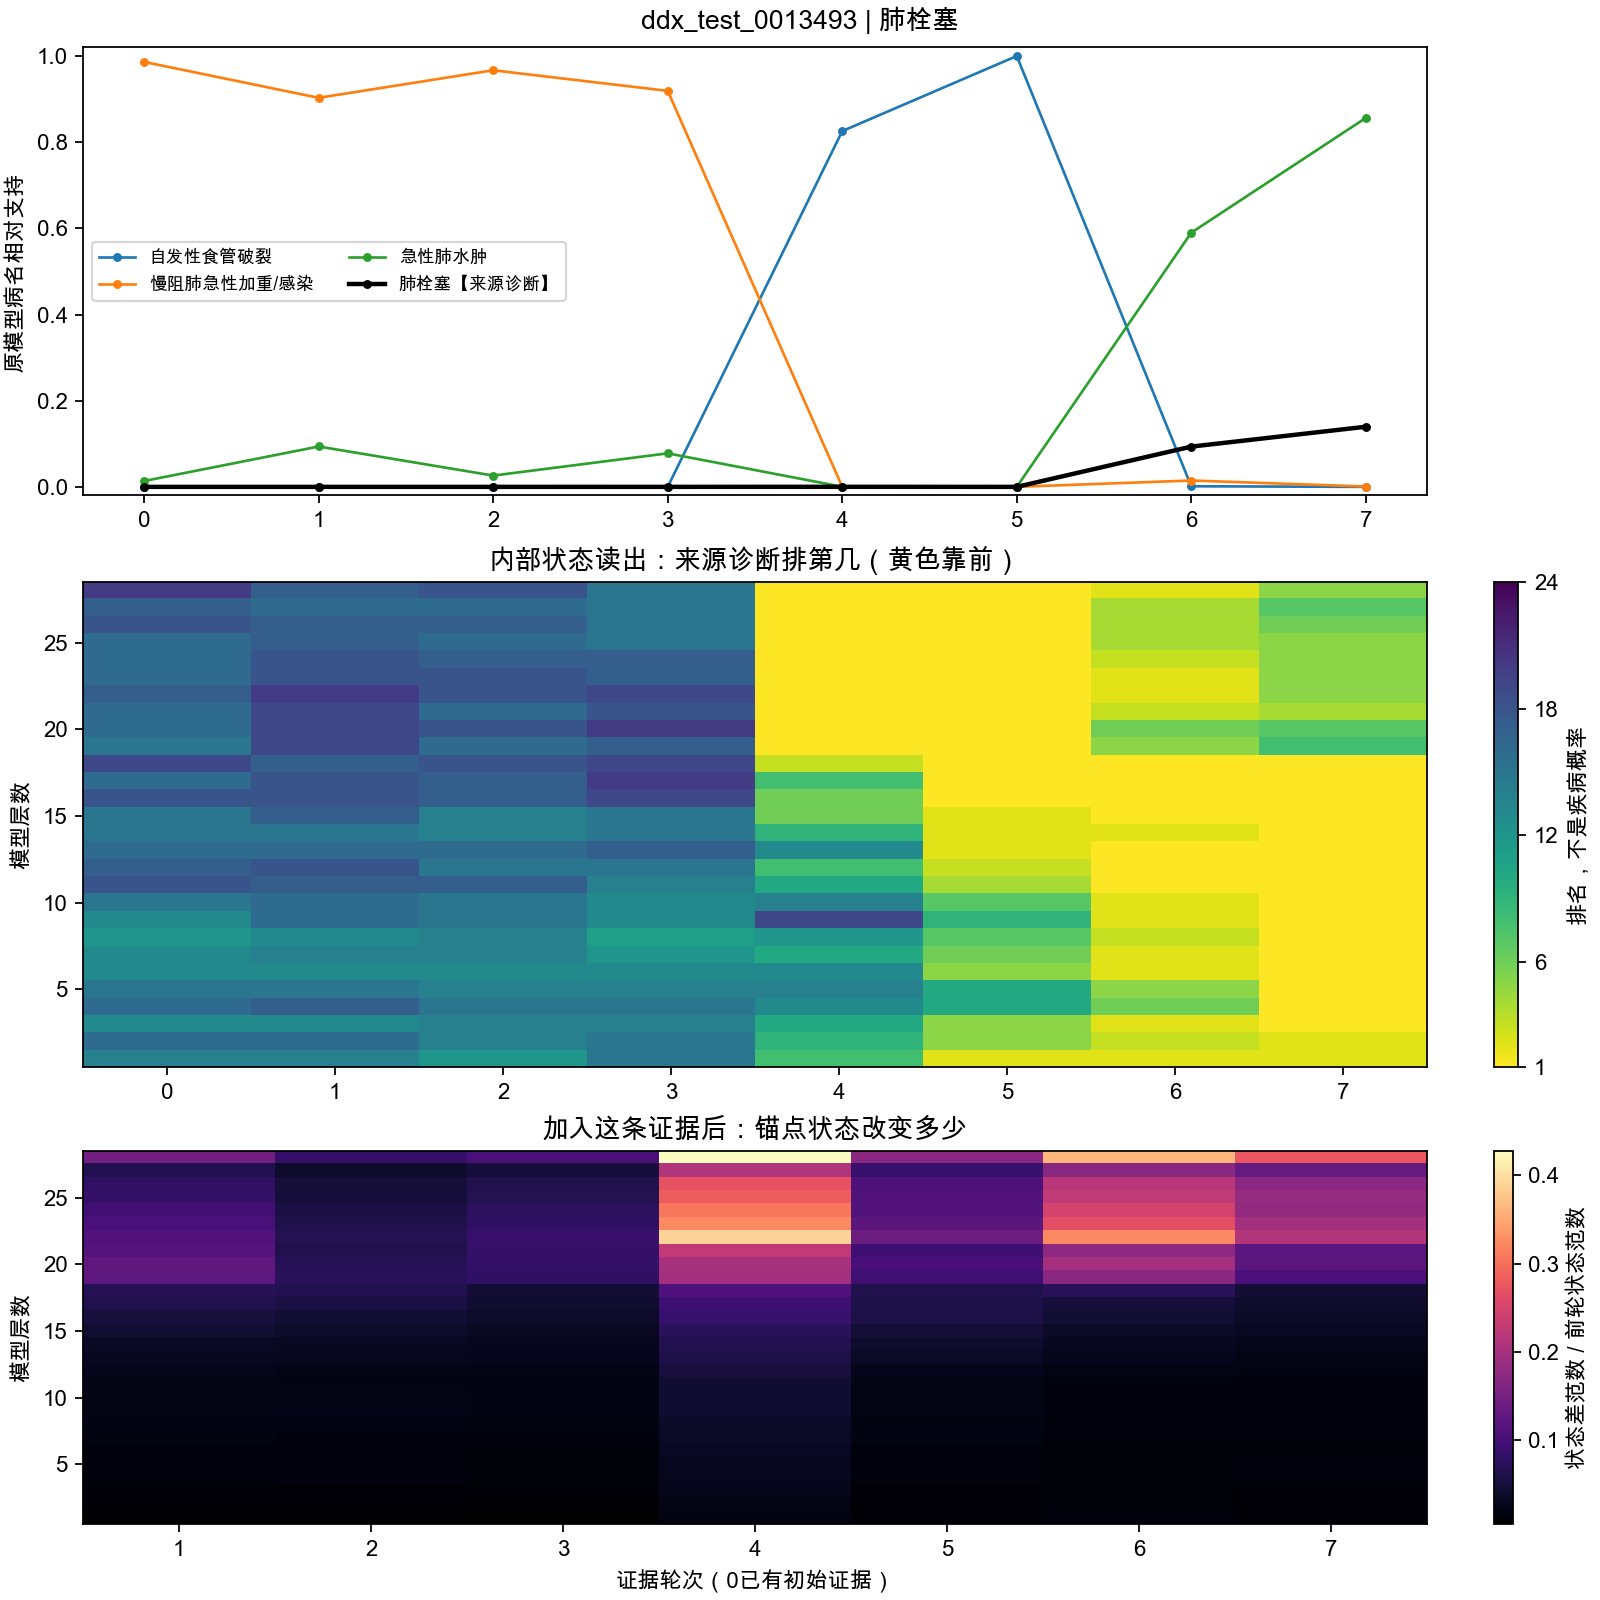 ddx_test_0013493 | 肺栓塞
原模型病名相对支持
1.0
0.8
0.6
0.4
0.2
0.0
自发性食管破裂
慢阻肺急性加重/感染
急性肺水肿
肺栓塞【来源诊断】
0 1 2 3 4 5 6 7
内部状态读出：来源诊断排第几（黄色靠前）
模型层数
25
20
15
10
5
0 1 2 3 4 5 6 7
24
18
12
6
1
排名，不是疾病概率
加入这条证据后：锚点状态改变多少
模型层数
25
20
15
10
5
1 2 3 4 5 6 7
证据轮次（0已有初始证据）
0.4
0.3
0.2
0.1
状态差范数 / 前轮状态范数